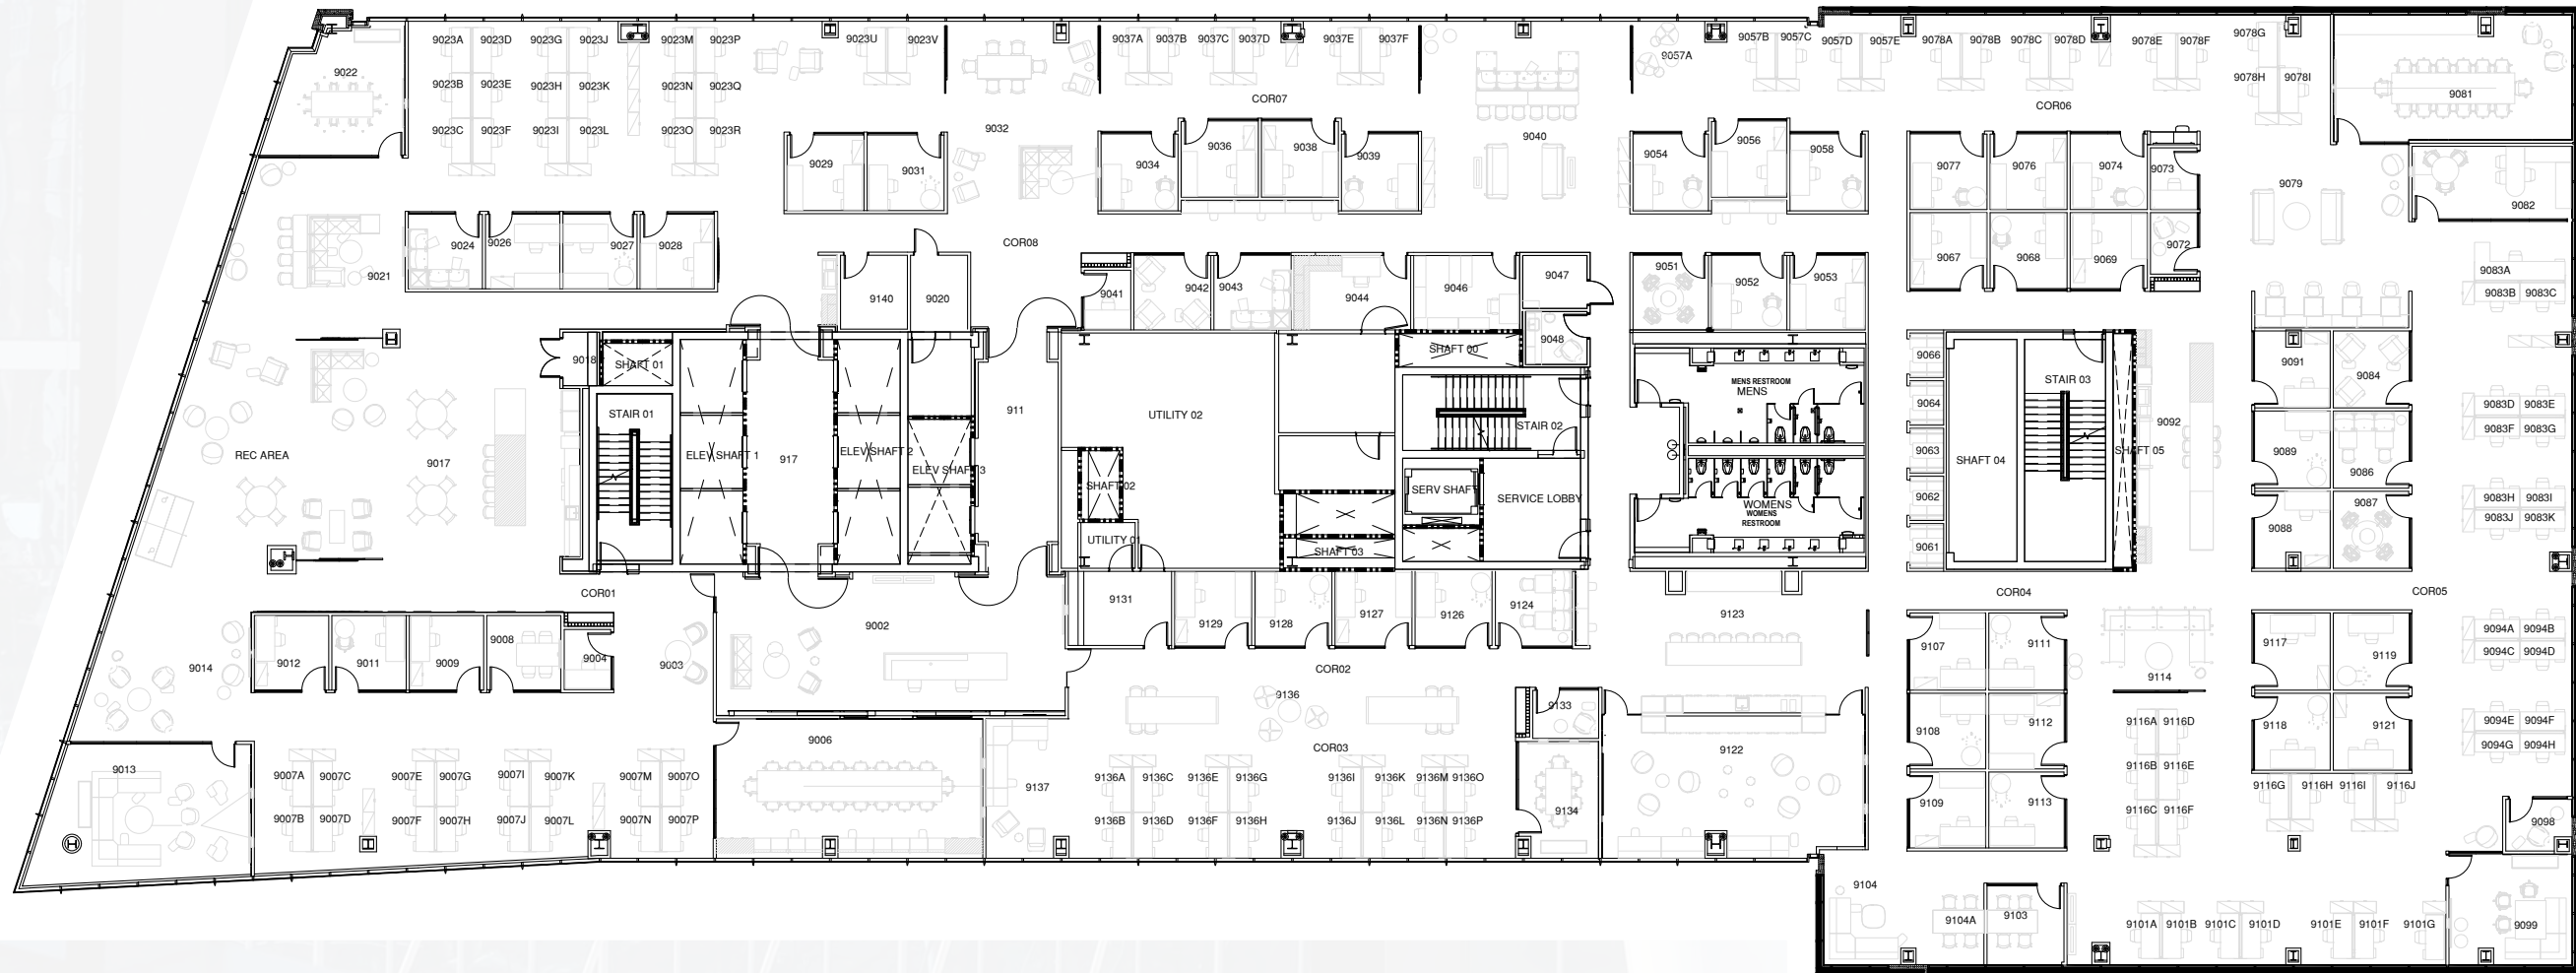 9023A 9023D 9023G 9023J 9023M 9023P 9023U 9023V 9037A 9037B 9037C 9037D 9037E 9037F 9057B 9057C 9057D 9057E 9078A 9078B 9078C 9078D 9078E 9078F 9078G
9022 9023B 9023E 9023H 9023K 9023N 9023Q 9057A 9078H 9078I
9081
COR07 COR06
9023C 9023F 9023I 9023L 9023O 9023R 9032 9040
9029 9031 9034 9036 9038 9039 9054 9056 9058 9077 9076 9074 9073
9079 9082
9024 9026 9027 9028 COR08 9067 9068 9069 9072
9021 9140 9020 9041 9042 9043 9044 9046 9047 9051 9052 9053 9083A
9083B 9083C
9018 SHAFT 01 SHAFT 00 9048 9066 9091 9084
STAIR 03
MENS RESTROOM
MENS
STAIR 01 911 UTILITY 02 STAIR 02 9064 9092 9083D 9083E
9083F 9083G
REC AREA 9017 ELEV SHAFT 1 917 ELEV SHAFT 2 ELEV SHAFT 3 9063 SHAFT 04 SHAFT 05 9089 9086
SHAFT 02 SERV SHAFT SERVICE LOBBY WOMENS 9062 9083H 9083I
WOMENS
RESTROOM
9083J 9083K
UTILITY 01 SHAFT 03 9061 9088 9087
COR01 COR04 COR05
9131 9129 9128 9127 9126 9124 9123
9002 9094A 9094B
9014 9012 9011 9009 9008 9004 9003 COR02 9107 9111 9117 9119 9094C 9094D
9114
9136 9133
9006 COR03 9122 9108 9112 9116A 9116D 9118 9121 9094E 9094F
9094G 9094H
9013 9007A 9007C 9007E 9007G 9007I 9007K 9007M 9007O 9137 9136A 9136C 9136E 9136G 9136I 9136K 9136M 9136O 9116B 9116E
9116G 9116H 9116I 9116J
9007B 9007D 9007F 9007H 9007J 9007L 9007N 9007P 9136B 9136D 9136F 9136H 9136J 9136L 9136N 9136P 9134 9109 9113 9116C 9116F 9098
9104
9104A 9103 9101A 9101B 9101C 9101D 9101E 9101F 9101G 9099